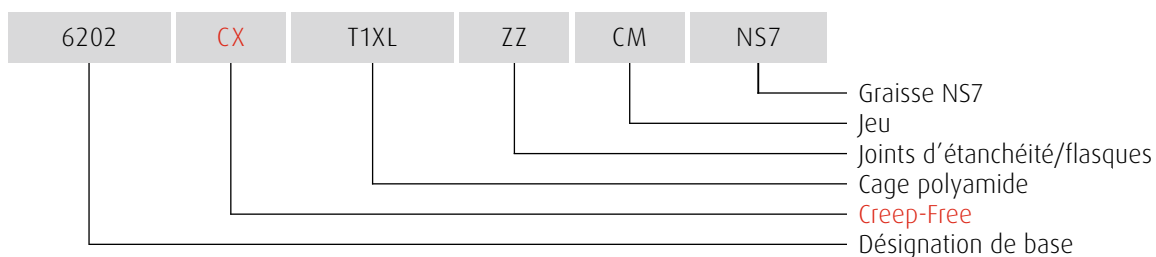 6202 CX T1XL ZZ CM NS7
Graisse NS7
Jeu
Joints d’étanchéité/flasques
Cage polyamide
Creep-Free
Désignation de base